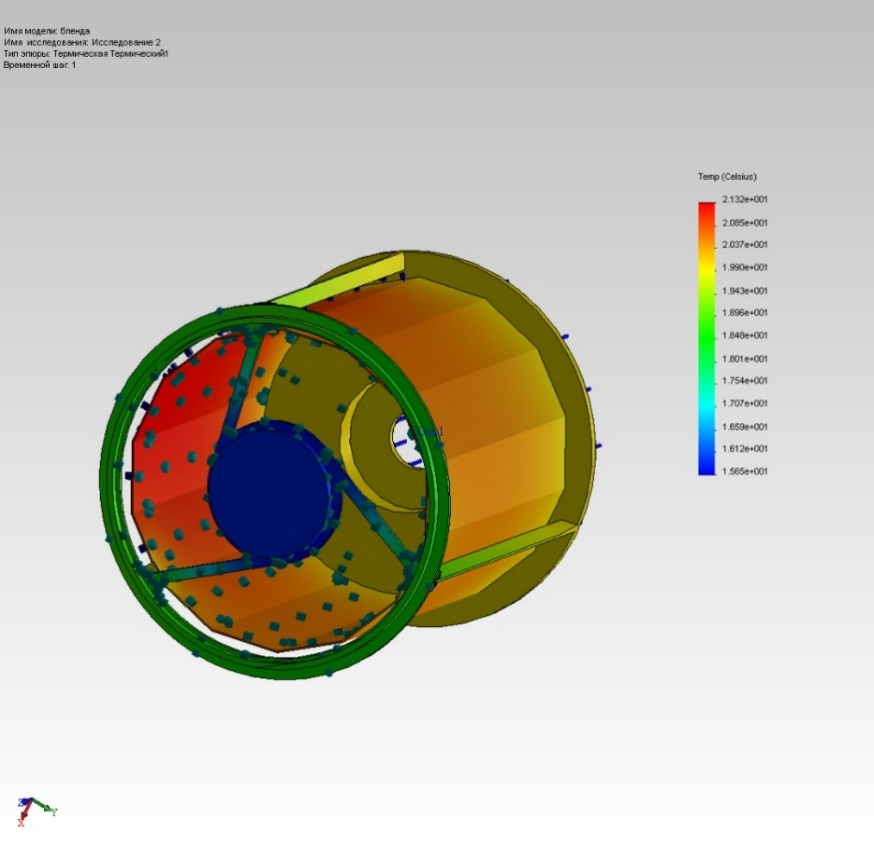 Имя модели: бленда
Имя исследования: Исследование 2
Тип эпюры: Термическая Термический1
Временной шаг: 1
Temp (Celsius)
2.132e+001
2.085e+001
2.037e+001
1.990e+001
1.943e+001
1.896e+001
1.848e+001
1.801e+001
1.754e+001
1.707e+001
1.659e+001
1.612e+001
1.565e+001
Z
Y
X